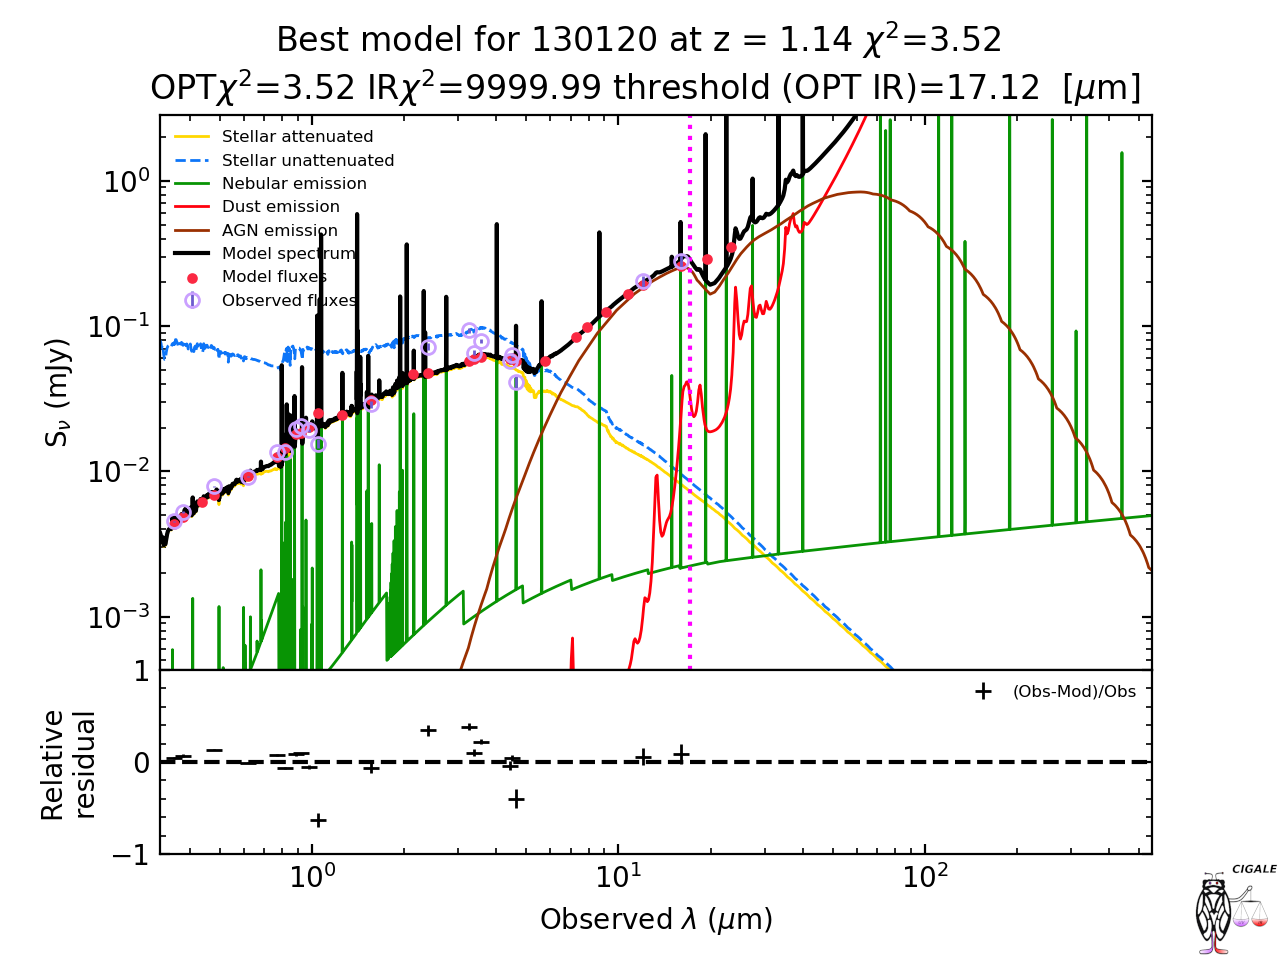 Best model for 130120 at z = 1.14 χ²=3.52
OPTχ²=3.52 IRχ²=9999.99 threshold (OPT IR)=17.12 [μm]
Stellar attenuated
Stellar unattenuated
Nebular emission
Dust emission
AGN emission
Model spectrum
Model fluxes
Observed fluxes
10⁰
10⁻¹
10⁻²
10⁻³
S_ν (mJy)
1
0
−1
Relative
residual
(Obs-Mod)/Obs
10⁰ 10¹ 10²
Observed λ (μm)
CIGALE